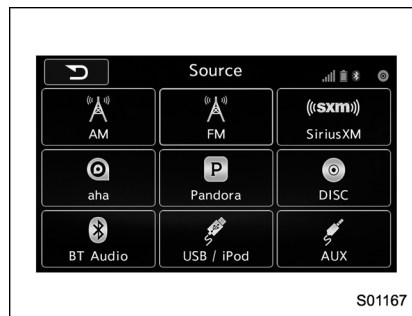 Source
AM
FM
((sxm))
SiriusXM
aha
P
Pandora
DISC
BT Audio
USB / iPod
AUX
S01167